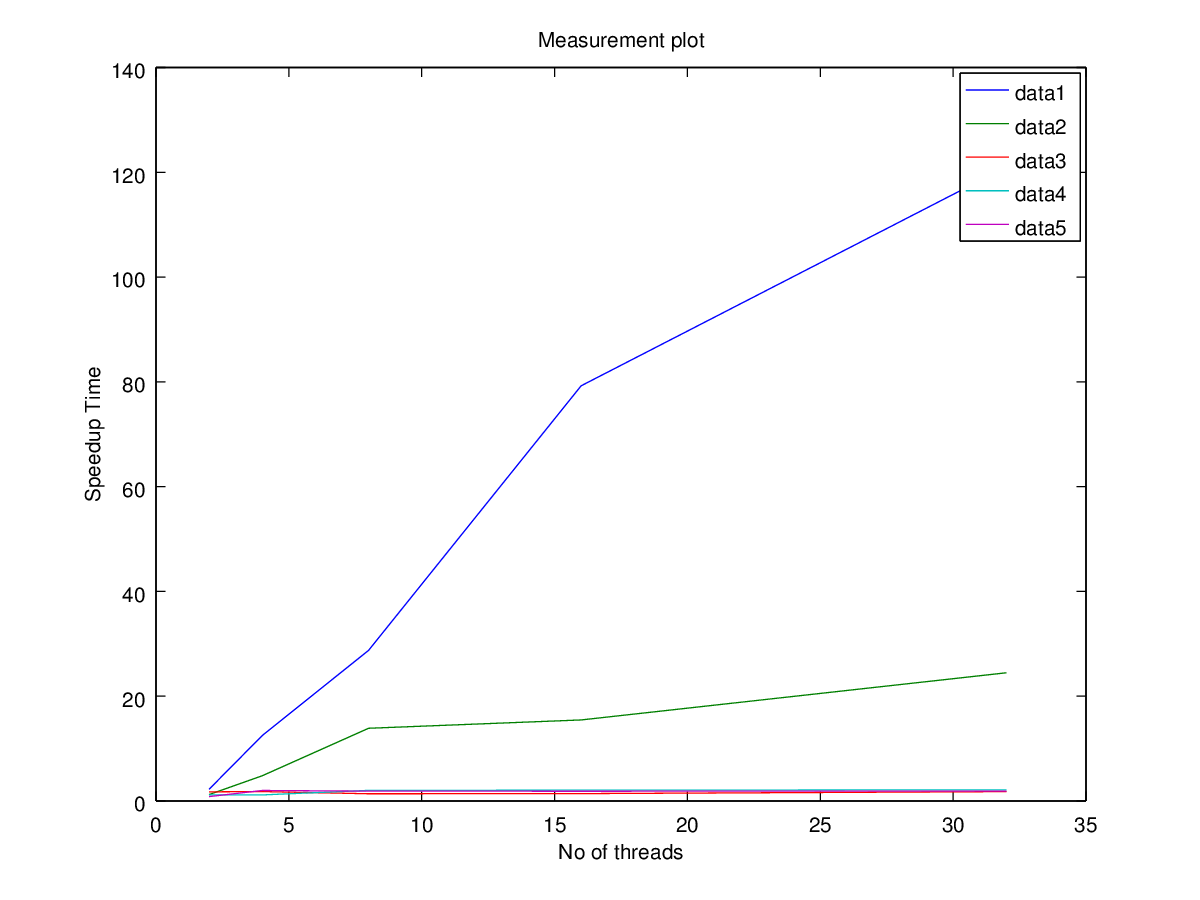 Measurement plot
140
120
100
80
60
40
20
0
Speedup Time
data1
data2
data3
data4
data5
0 5 10 15 20 25 30 35
No of threads